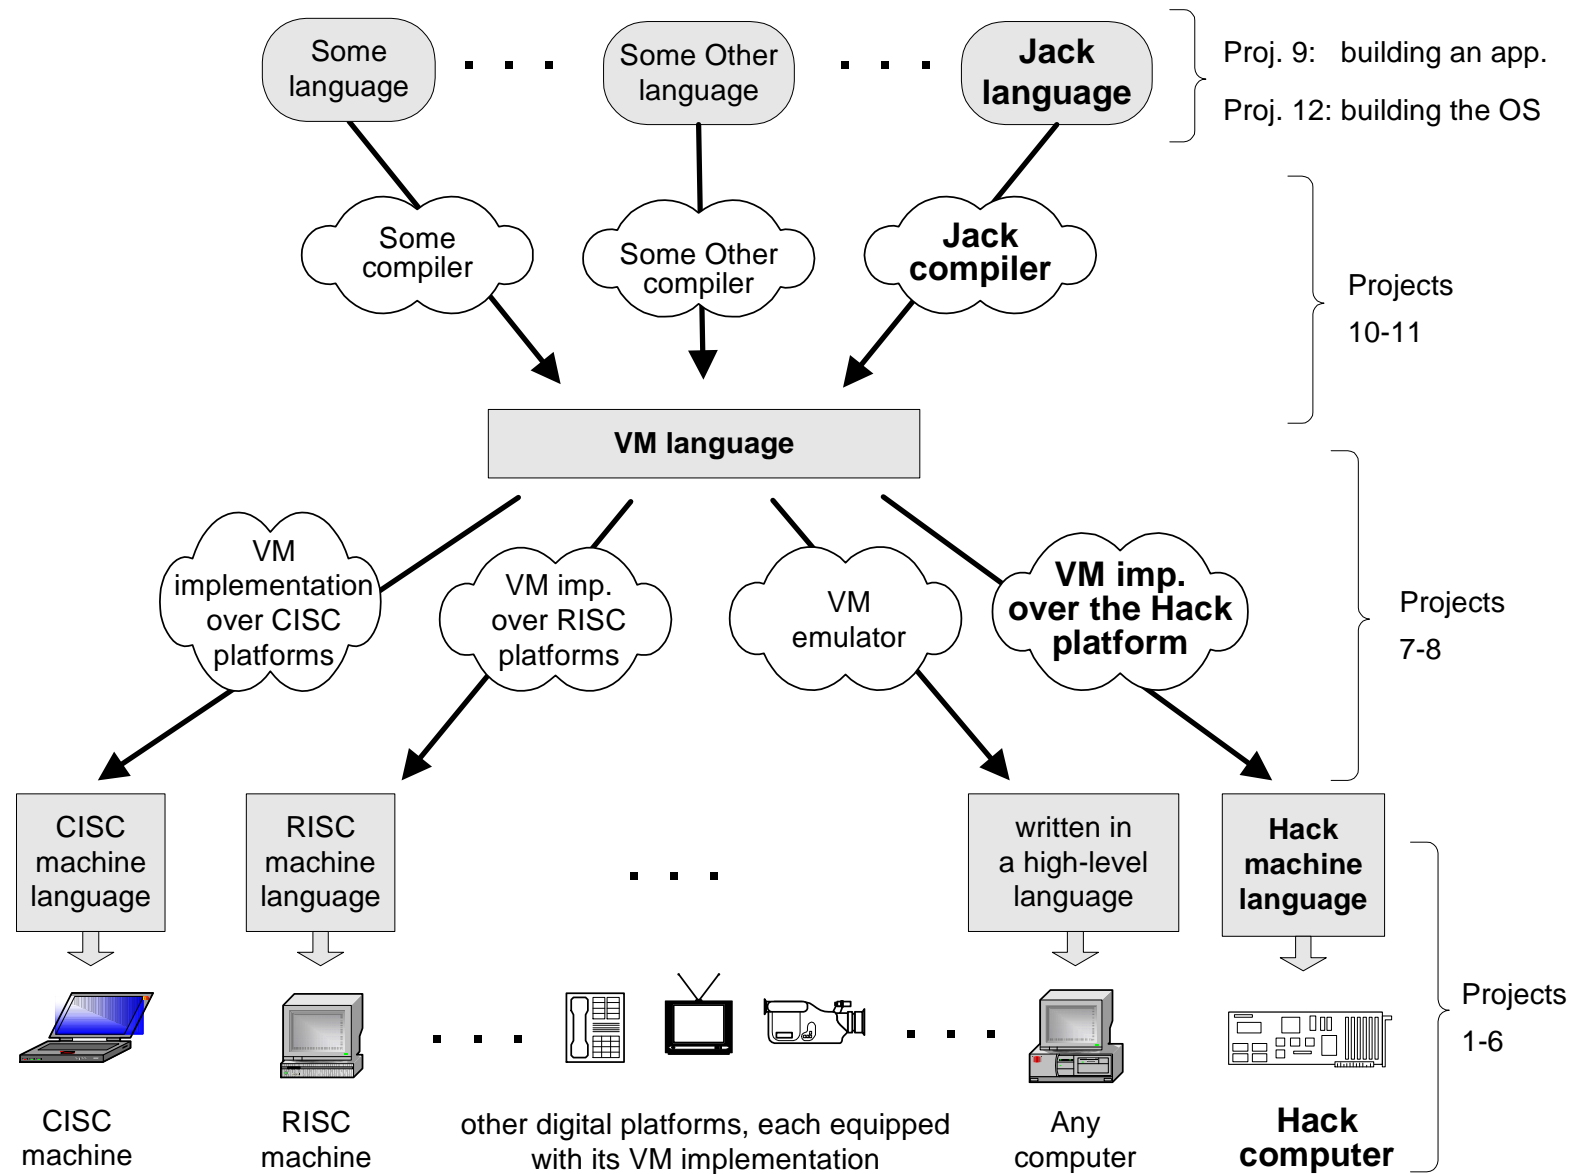 Some
language
Some Other
language
Jack
language
Proj. 9: building an app.
Proj. 12: building the OS
Some
compiler
Some Other
compiler
Jack
compiler
Projects
10-11
VM language
VM
implementation
over CISC
platforms
VM imp.
over RISC
platforms
VM
emulator
VM imp.
over the Hack
platform
Projects
7-8
CISC
machine
language
RISC
machine
language
written in
a high-level
language
Hack
machine
language
Projects
1-6
CISC
machine
RISC
machine
other digital platforms, each equipped
with its VM implementation
Any
computer
Hack
computer